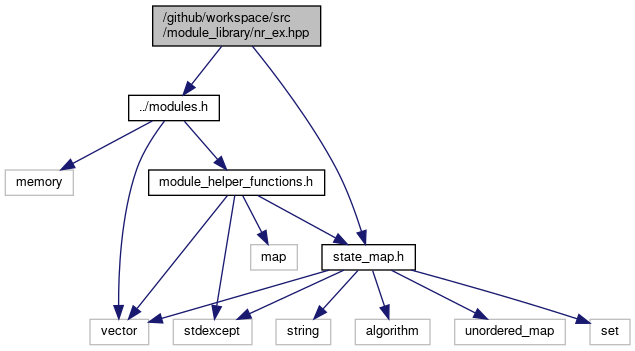 /github/workspace/src
/module_library/nr_ex.hpp
../modules.h
memory
module_helper_functions.h
map
state_map.h
vector
stdexcept
string
algorithm
unordered_map
set